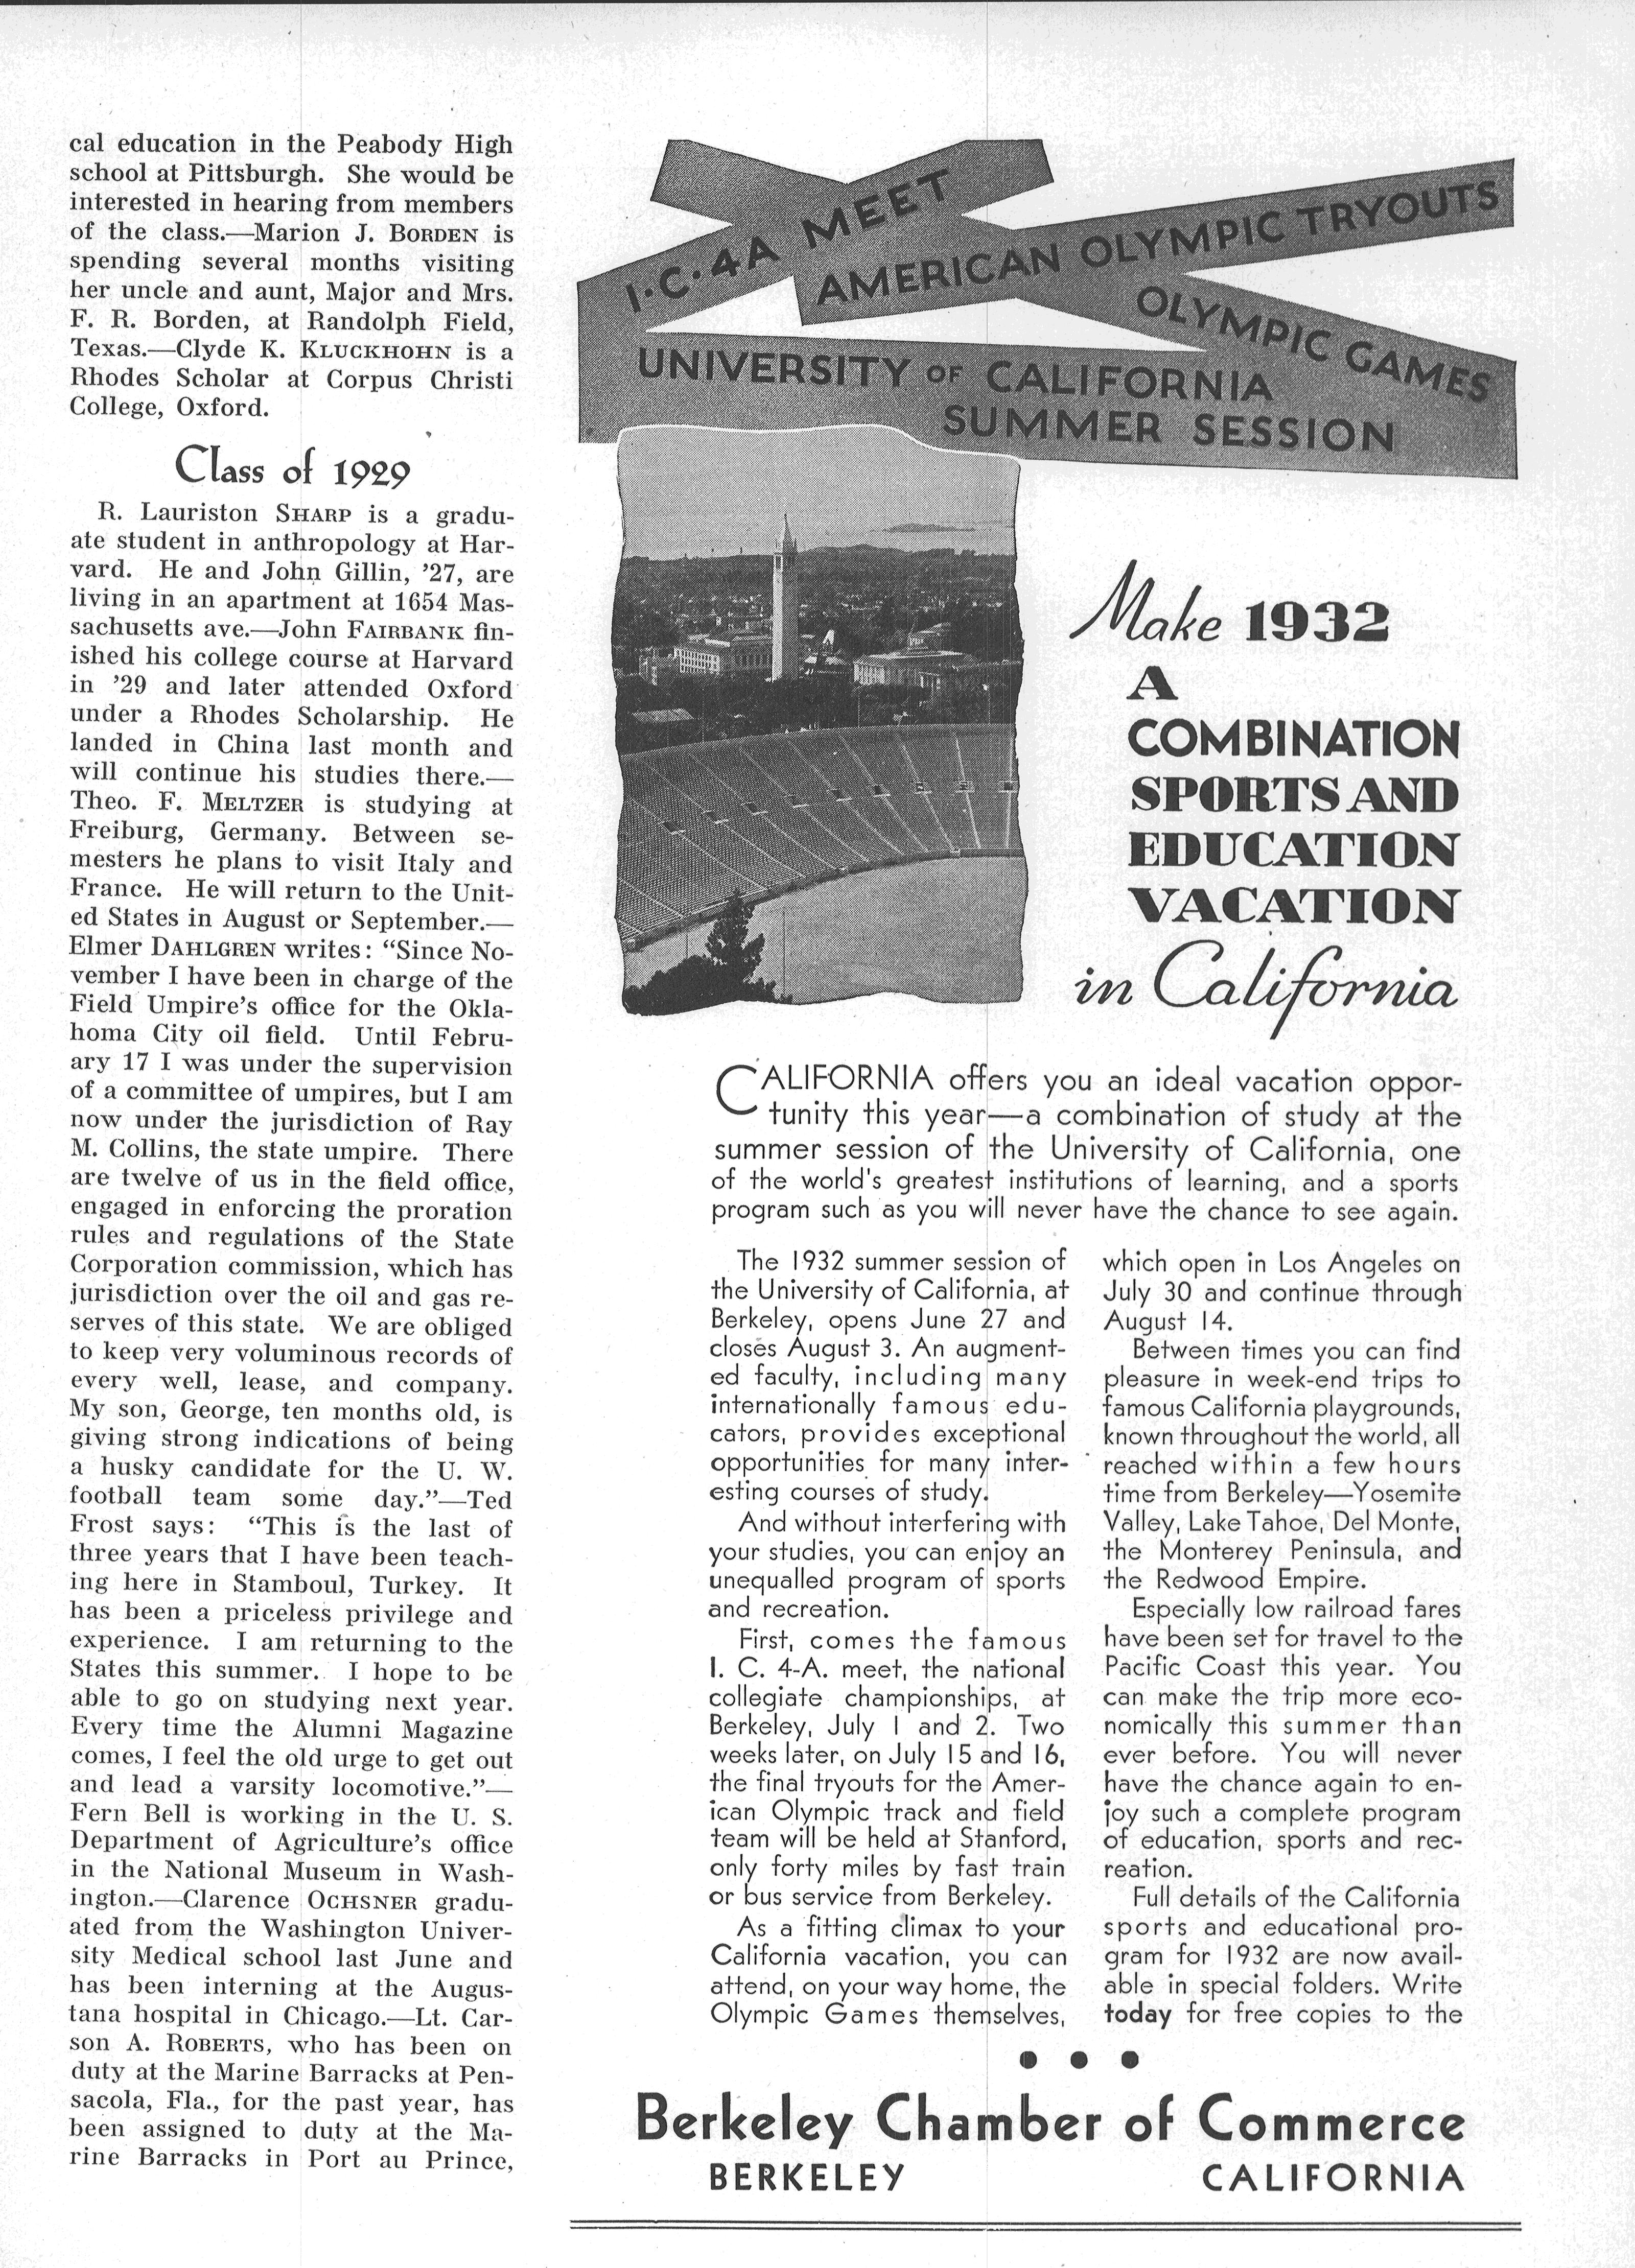 cal education in the Peabody High
school at Pittsburgh. She would be
interested in hearing from members
of the class.—Marion J. BORDEN is
spending several months visiting
her uncle and aunt, Major and Mrs.
F. R. Borden, at Randolph Field,
Texas.—Clyde K. KLUCKHOHN is a
Rhodes Scholar at Corpus Christi
College, Oxford.
Class of 1929
R. Lauriston SHARP is a gradu-
ate student in anthropology at Har-
vard. He and John Gillin, ’27, are
living in an apartment at 1654 Mas-
sachusetts ave.—John FAIRBANK fin-
ished his college course at Harvard
in ’29 and later attended Oxford
under a Rhodes Scholarship. He
landed in China last month and
will continue his studies there.—
Theo. F. MELTZER is studying at
Freiburg, Germany. Between se-
mesters he plans to visit Italy and
France. He will return to the Unit-
ed States in August or September.—
Elmer DAHLGREN writes: “Since No-
vember I have been in charge of the
Field Umpire’s office for the Okla-
homa City oil field. Until Febru-
ary 17 I was under the supervision
of a committee of umpires, but I am
now under the jurisdiction of Ray
M. Collins, the state umpire. There
are twelve of us in the field office,
engaged in enforcing the proration
rules and regulations of the State
Corporation commission, which has
jurisdiction over the oil and gas re-
serves of this state. We are obliged
to keep very voluminous records of
every well, lease, and company.
My son, George, ten months old, is
giving strong indications of being
a husky candidate for the U. W.
football team some day.”—Ted
Frost says: “This is the last of
three years that I have been teach-
ing here in Stamboul, Turkey. It
has been a priceless privilege and
experience. I am returning to the
States this summer. I hope to be
able to go on studying next year.
Every time the Alumni Magazine
comes, I feel the old urge to get out
and lead a varsity locomotive.”—
Fern Bell is working in the U. S.
Department of Agriculture’s office
in the National Museum in Wash-
ington.—Clarence OCHSNER gradu-
ated from the Washington Univer-
sity Medical school last June and
has been interning at the Augus-
tana hospital in Chicago.—Lt. Car-
son A. ROBERTS, who has been on
duty at the Marine Barracks at Pen-
sacola, Fla., for the past year, has
been assigned to duty at the Ma-
rine Barracks in Port au Prince,
I·C·4A MEET
AMERICAN OLYMPIC TRYOUTS
OLYMPIC GAMES
UNIVERSITY OF CALIFORNIA
SUMMER SESSION
Make 1932
A
COMBINATION
SPORTS AND
EDUCATION
VACATION
in California
CALIFORNIA offers you an ideal vacation oppor-
tunity this year—a combination of study at the
summer session of the University of California, one
of the world's greatest institutions of learning, and a sports
program such as you will never have the chance to see again.
The 1932 summer session of
the University of California, at
Berkeley, opens June 27 and
closes August 3. An augment-
ed faculty, including many
internationally famous edu-
cators, provides exceptional
opportunities for many inter-
esting courses of study.
And without interfering with
your studies, you can enjoy an
unequalled program of sports
and recreation.
First, comes the famous
I. C. 4-A. meet, the national
collegiate championships, at
Berkeley, July 1 and 2. Two
weeks later, on July 15 and 16,
the final tryouts for the Amer-
ican Olympic track and field
team will be held at Stanford,
only forty miles by fast train
or bus service from Berkeley.
As a fitting climax to your
California vacation, you can
attend, on your way home, the
Olympic Games themselves,
which open in Los Angeles on
July 30 and continue through
August 14.
Between times you can find
pleasure in week-end trips to
famous California playgrounds,
known throughout the world, all
reached within a few hours
time from Berkeley—Yosemite
Valley, Lake Tahoe, Del Monte,
the Monterey Peninsula, and
the Redwood Empire.
Especially low railroad fares
have been set for travel to the
Pacific Coast this year. You
can make the trip more eco-
nomically this summer than
ever before. You will never
have the chance again to en-
joy such a complete program
of education, sports and rec-
reation.
Full details of the California
sports and educational pro-
gram for 1932 are now avail-
able in special folders. Write
today for free copies to the
● ● ●
Berkeley Chamber of Commerce
BERKELEY CALIFORNIA